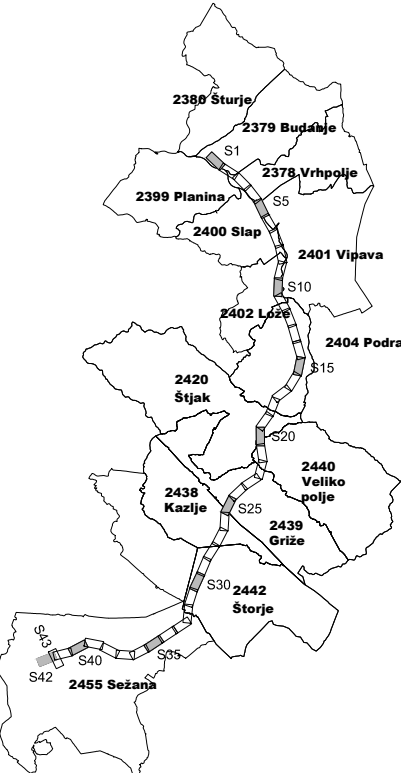 2380 Šturje
2379 Budanje
S1
2378 Vrhpolje
2399 Planina
S5
2400 Slap
2401 Vipava
S10
2402 Lože
2404 Podra
S15
2420
Štjak
S20
2440
Veliko
polje
2438
Kazlje
S25
2439
Griže
S30
2442
Štorje
S43
S40
S35
S42
2455 Sežana